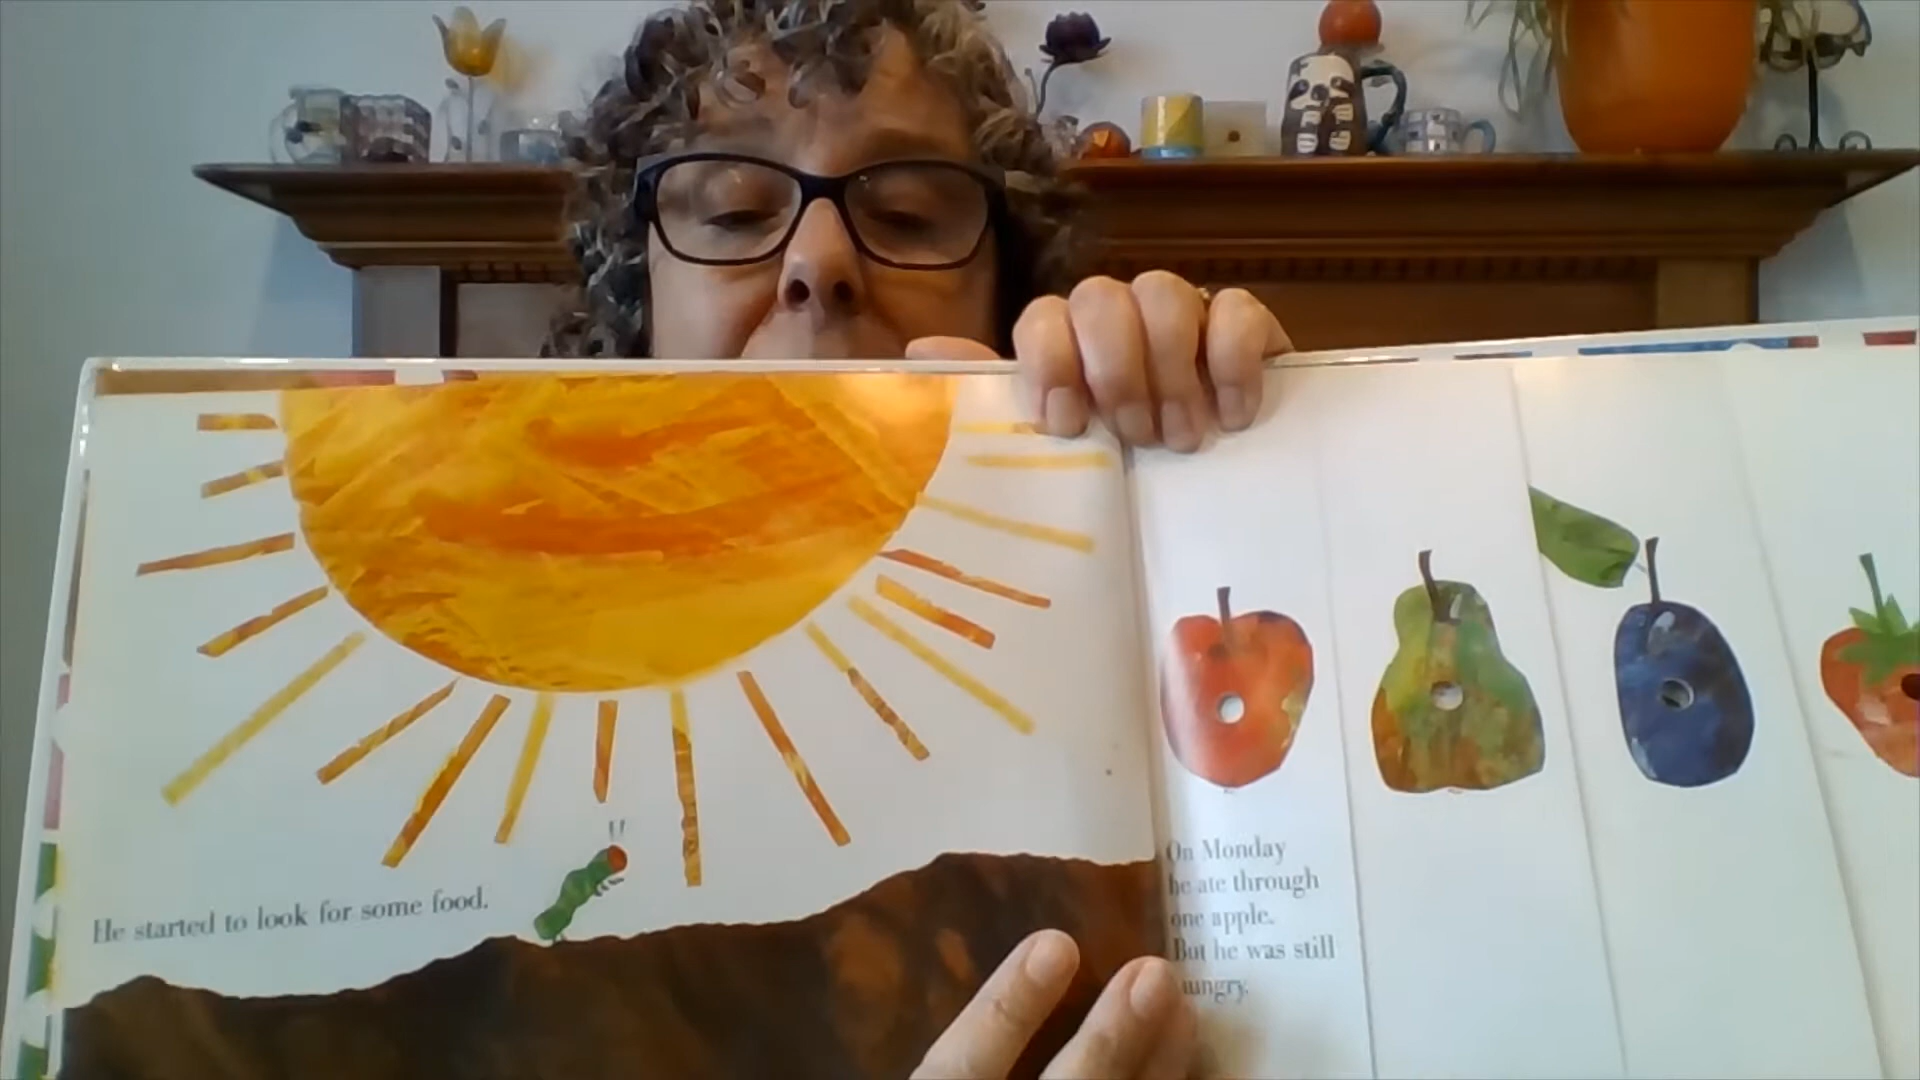 He started to look for some food.
On Monday
he ate through
one apple.
But he was still
hungry.